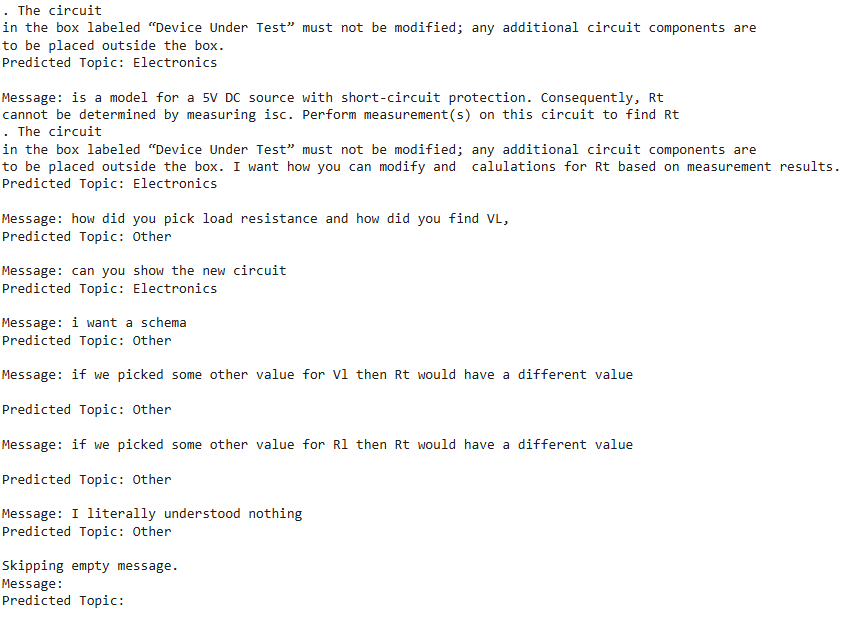 . The circuit
in the box labeled “Device Under Test” must not be modified; any additional circuit components are
to be placed outside the box.
Predicted Topic: Electronics
Message: is a model for a 5V DC source with short-circuit protection. Consequently, Rt
cannot be determined by measuring isc. Perform measurement(s) on this circuit to find Rt
. The circuit
in the box labeled “Device Under Test” must not be modified; any additional circuit components are
to be placed outside the box. I want how you can modify and  calulations for Rt based on measurement results.
Predicted Topic: Electronics
Message: how did you pick load resistance and how did you find VL,
Predicted Topic: Other
Message: can you show the new circuit
Predicted Topic: Electronics
Message: i want a schema
Predicted Topic: Other
Message: if we picked some other value for Vl then Rt would have a different value
Predicted Topic: Other
Message: if we picked some other value for Rl then Rt would have a different value
Predicted Topic: Other
Message: I literally understood nothing
Predicted Topic: Other
Skipping empty message.
Message:
Predicted Topic: